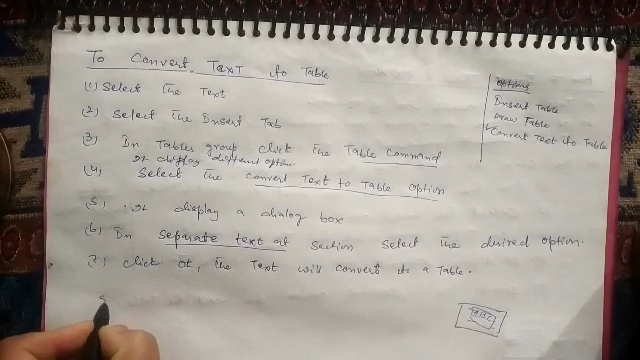 To Convert Text to Table
(1) Select the Text
(2) Select the Insert Tab
(3) In Tables group click the Table Command
It display different option
(4) Select the Convert Text to Table option
(5) It display a dialog box
(6) In separate text at section select the desired option.
(7) Click Ok, the Text will convert to a Table.
options
Insert Table
Draw Table
Convert Text to Table